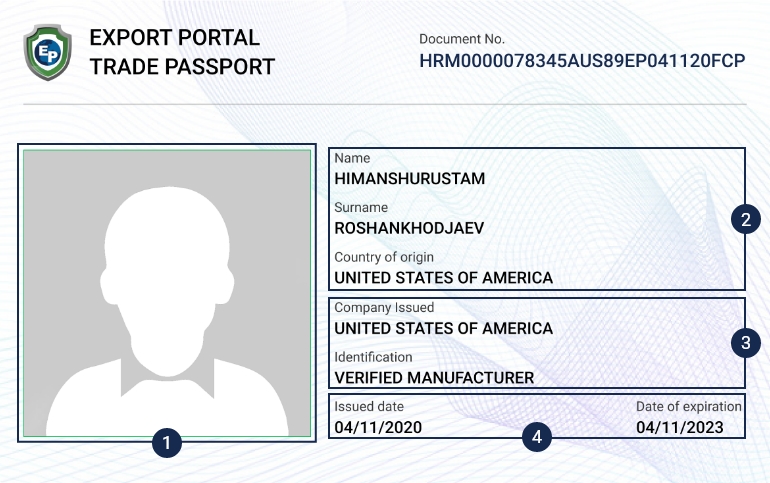 EP
EXPORT PORTAL
TRADE PASSPORT
Document No.
HRM0000078345AUS89EP041120FCP
Name
HIMANSHURUSTAM
Surname
ROSHANKHODJAEV
Country of origin
UNITED STATES OF AMERICA
2
Company Issued
UNITED STATES OF AMERICA
Identification
VERIFIED MANUFACTURER
3
Issued date Date of expiration
04/11/2020 04/11/2023
1
4